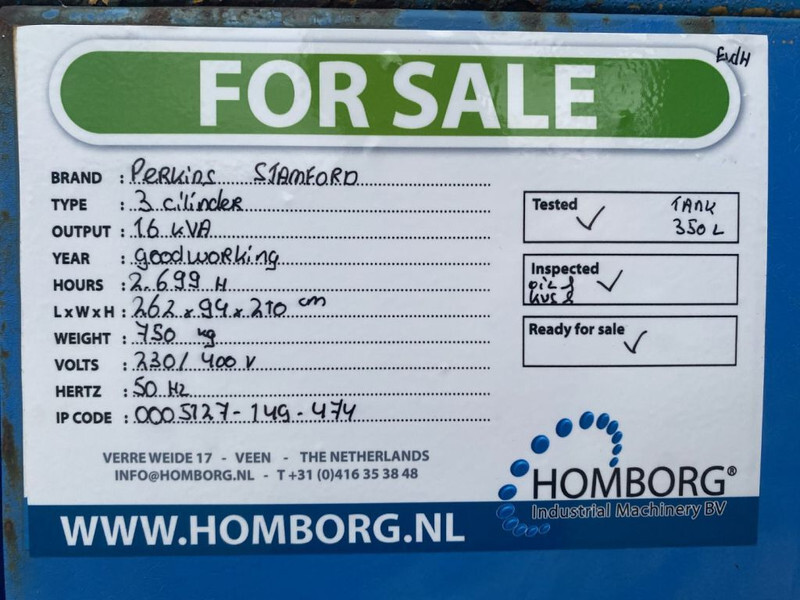 FOR SALE
EvdH
BRAND : Perkins STAMFORD
TYPE : 3 cilinder
OUTPUT : 16 kVA
YEAR : good working
HOURS : 2.699 H
L x W x H : 262 x 94 x 210 cm
WEIGHT : 750 kg
VOLTS : 230/400 V
HERTZ : 50 Hz
IP CODE : 0005127-149-474
Tested ✓ TANK
350 L
Inspected ✓
Ready for sale ✓
VERRE WEIDE 17 - VEEN - THE NETHERLANDS
INFO@HOMBORG.NL - T +31 (0)416 35 38 48
HOMBORG®
Industrial Machinery BV
WWW.HOMBORG.NL